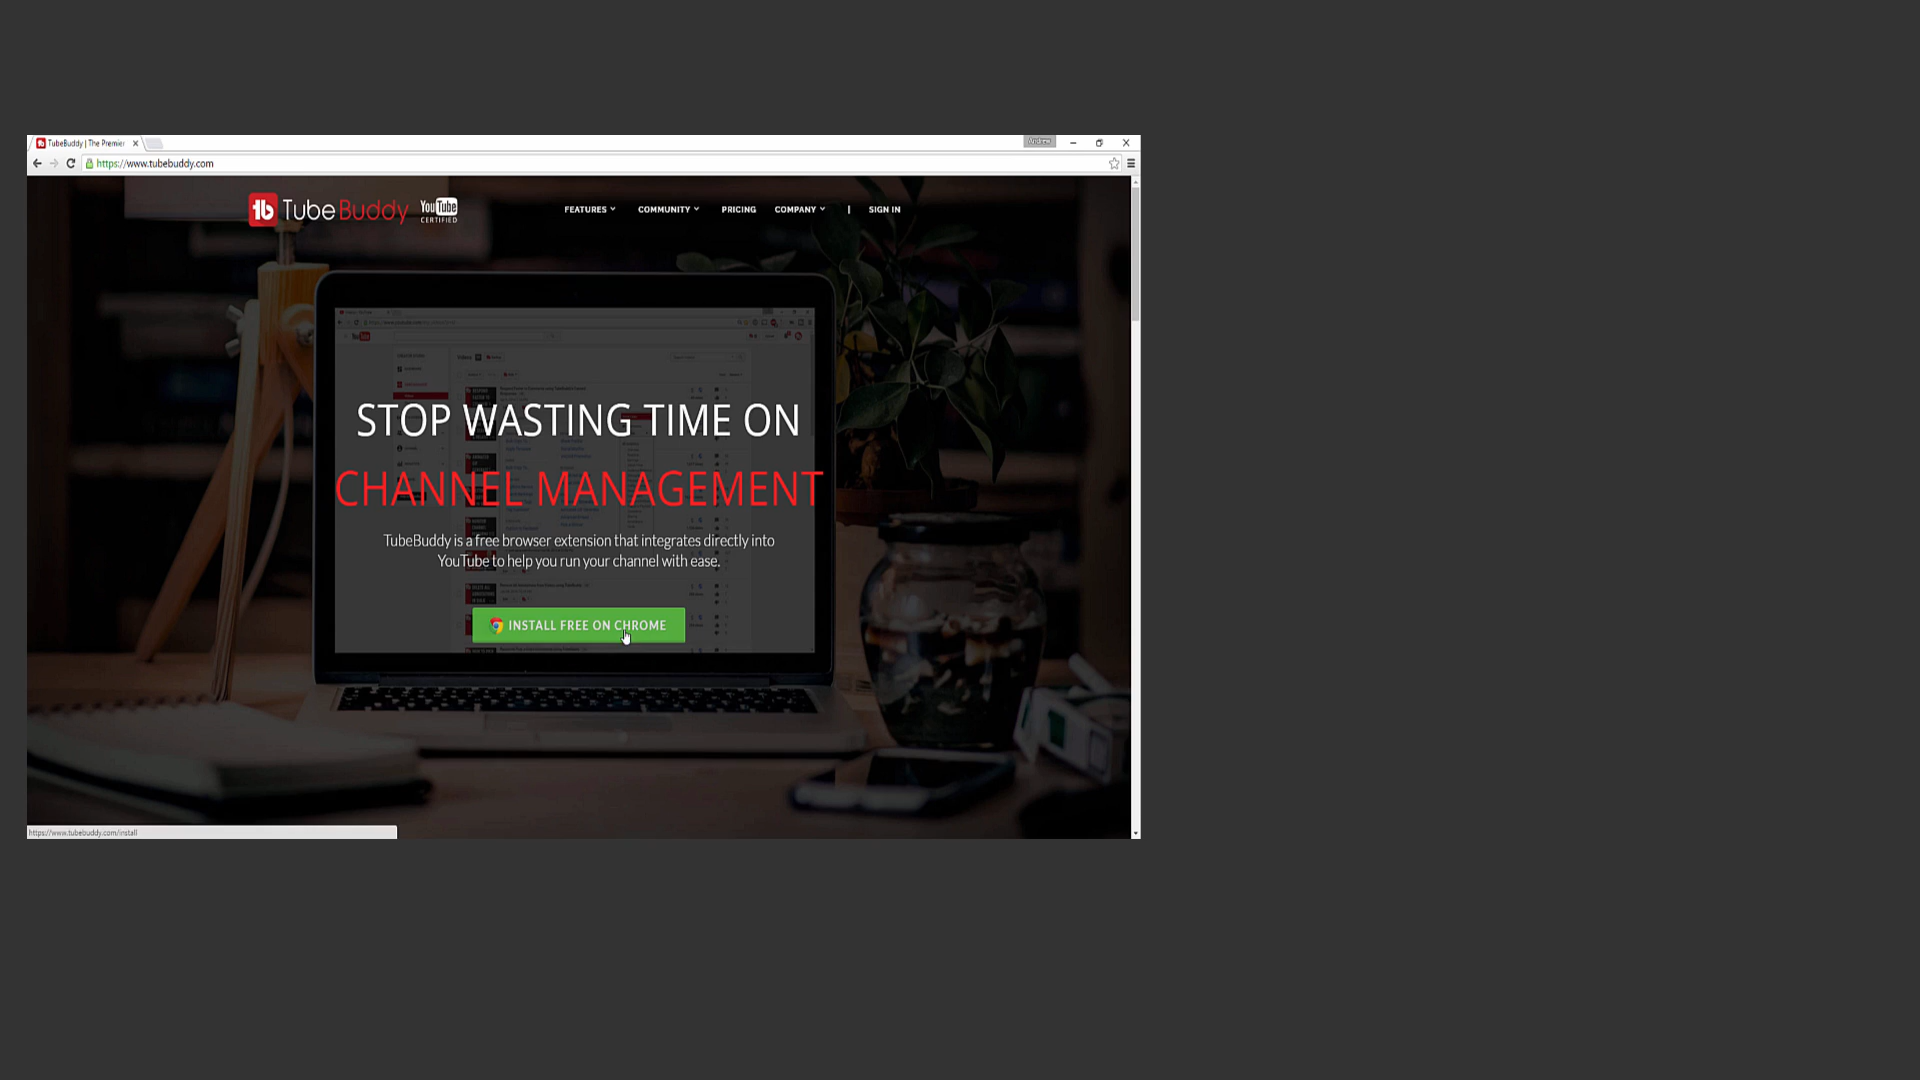 TubeBuddy | The Premier
Andrew
https://www.tubebuddy.com
TubeBuddy YouTube CERTIFIED
FEATURES COMMUNITY PRICING COMPANY | SIGN IN
STOP WASTING TIME ON
CHANNEL MANAGEMENT
TubeBuddy is a free browser extension that integrates directly into
YouTube to help you run your channel with ease.
INSTALL FREE ON CHROME
https://www.tubebuddy.com/install